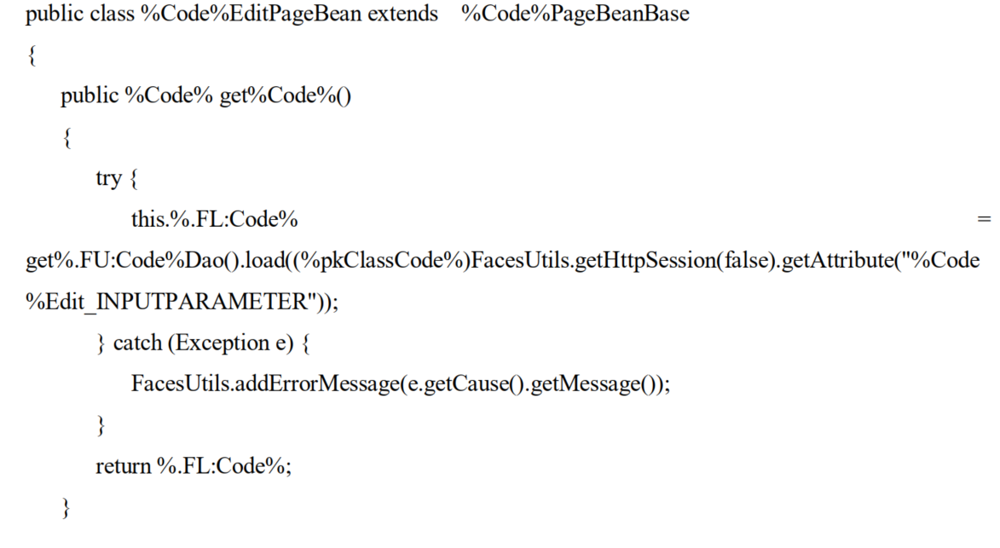 public class %Code%EditPageBean extends %Code%PageBeanBase
{
public %Code% get%Code%()
{
try {
this.%.FL:Code% =
get%.FU:Code%Dao().load((%pkClassCode%)FacesUtils.getHttpSession(false).getAttribute("%Code
%Edit_INPUTPARAMETER"));
} catch (Exception e) {
FacesUtils.addErrorMessage(e.getCause().getMessage());
}
return %.FL:Code%;
}